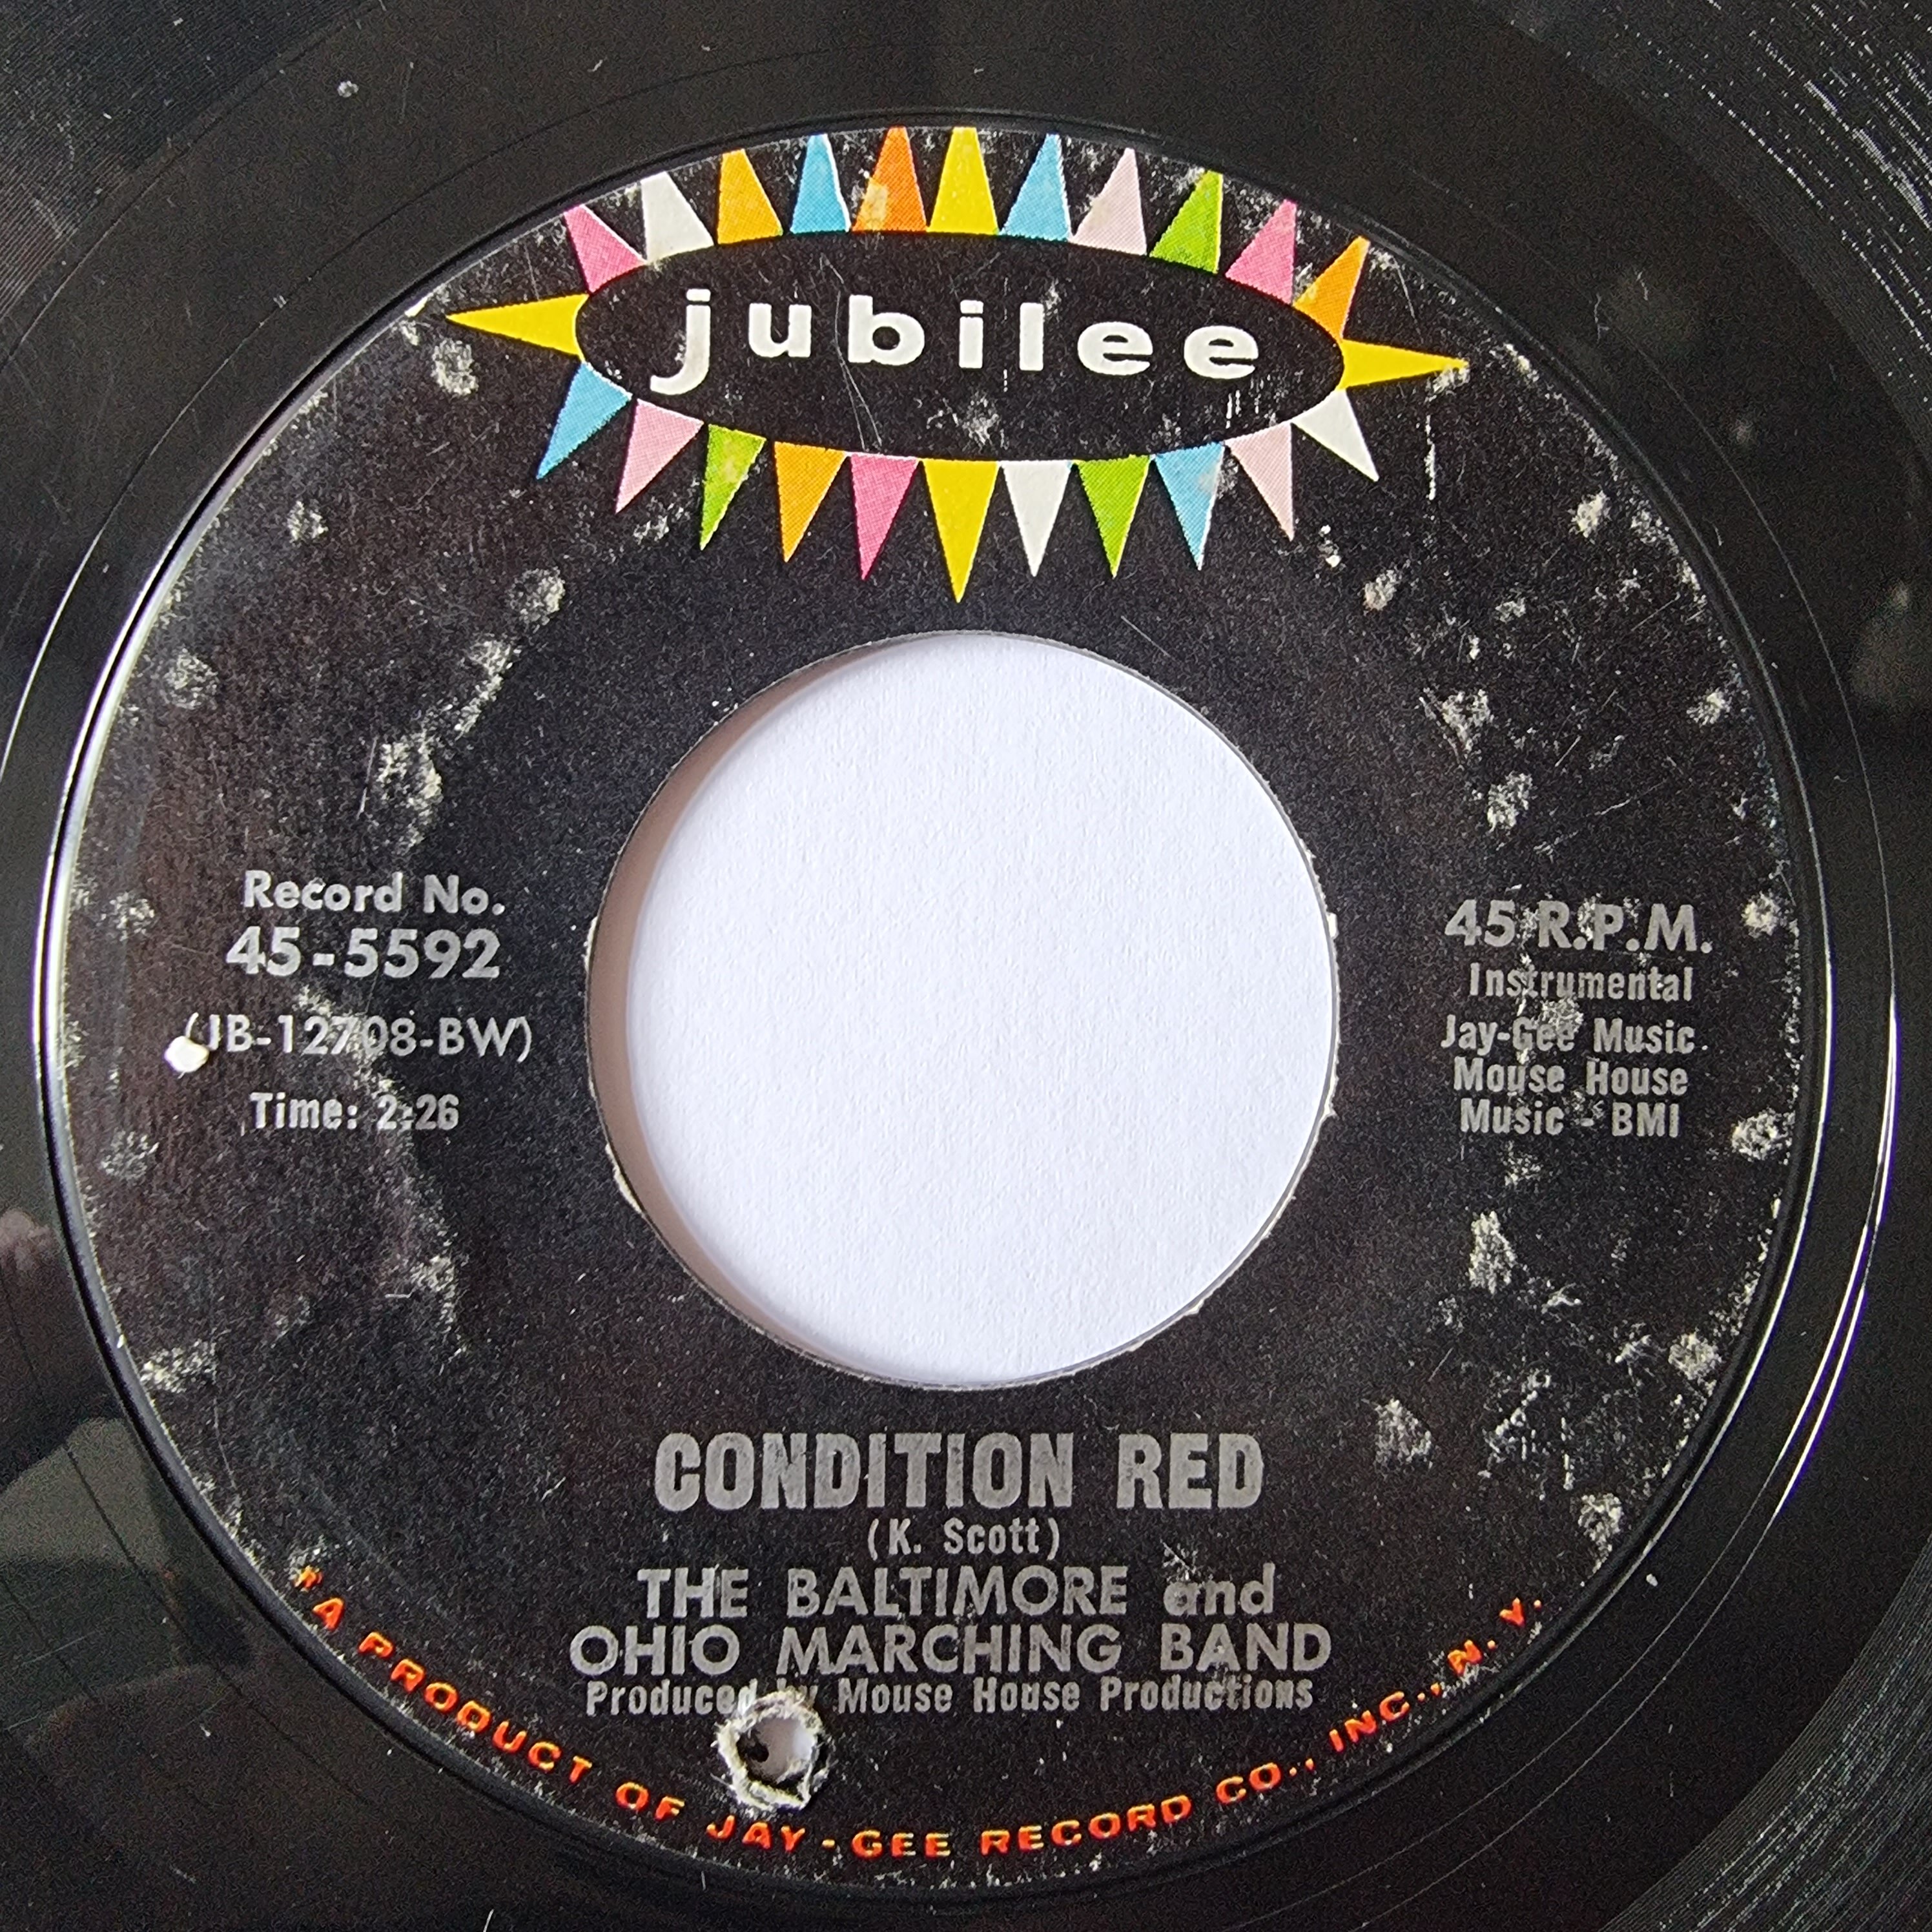 jubilee
Record No.
45-5592
(JB-12708-BW)
Time: 2:26
45 R.P.M.
Instrumental
Jay-Gee Music
Mouse House
Music - BMI
CONDITION RED
(K. Scott)
THE BALTIMORE and
OHIO MARCHING BAND
Produced by Mouse House Productions
"A PRODUCT OF JAY-GEE RECORD CO., INC., N.Y.